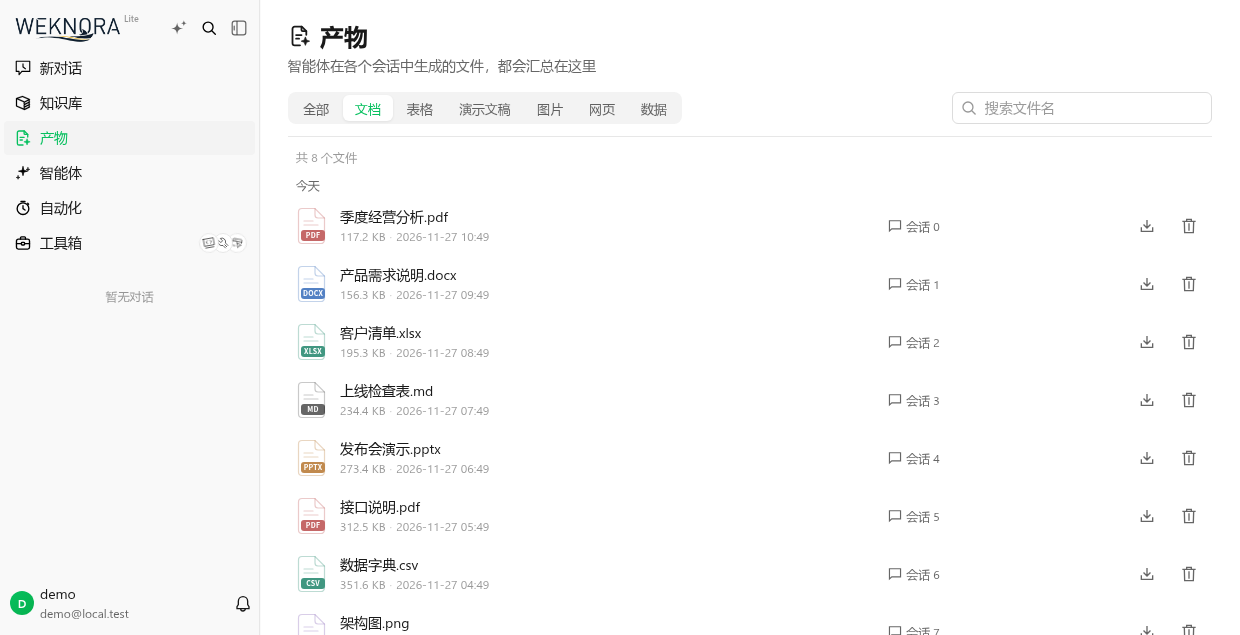 WEKNORA Lite
新对话
知识库
产物
智能体
自动化
工具箱
暂无对话
D
demo
demo@local.test
产物
智能体在各个会话中生成的文件，都会汇总在这里
全部 文档 表格 演示文稿 图片 网页 数据
搜索文件名
共 8 个文件
今天
PDF
季度经营分析.pdf
117.2 KB · 2026-11-27 10:49
会话 0
DOCX
产品需求说明.docx
156.3 KB · 2026-11-27 09:49
会话 1
XLSX
客户清单.xlsx
195.3 KB · 2026-11-27 08:49
会话 2
MD
上线检查表.md
234.4 KB · 2026-11-27 07:49
会话 3
PPTX
发布会演示.pptx
273.4 KB · 2026-11-27 06:49
会话 4
PDF
接口说明.pdf
312.5 KB · 2026-11-27 05:49
会话 5
CSV
数据字典.csv
351.6 KB · 2026-11-27 04:49
会话 6
架构图.png
会话 7